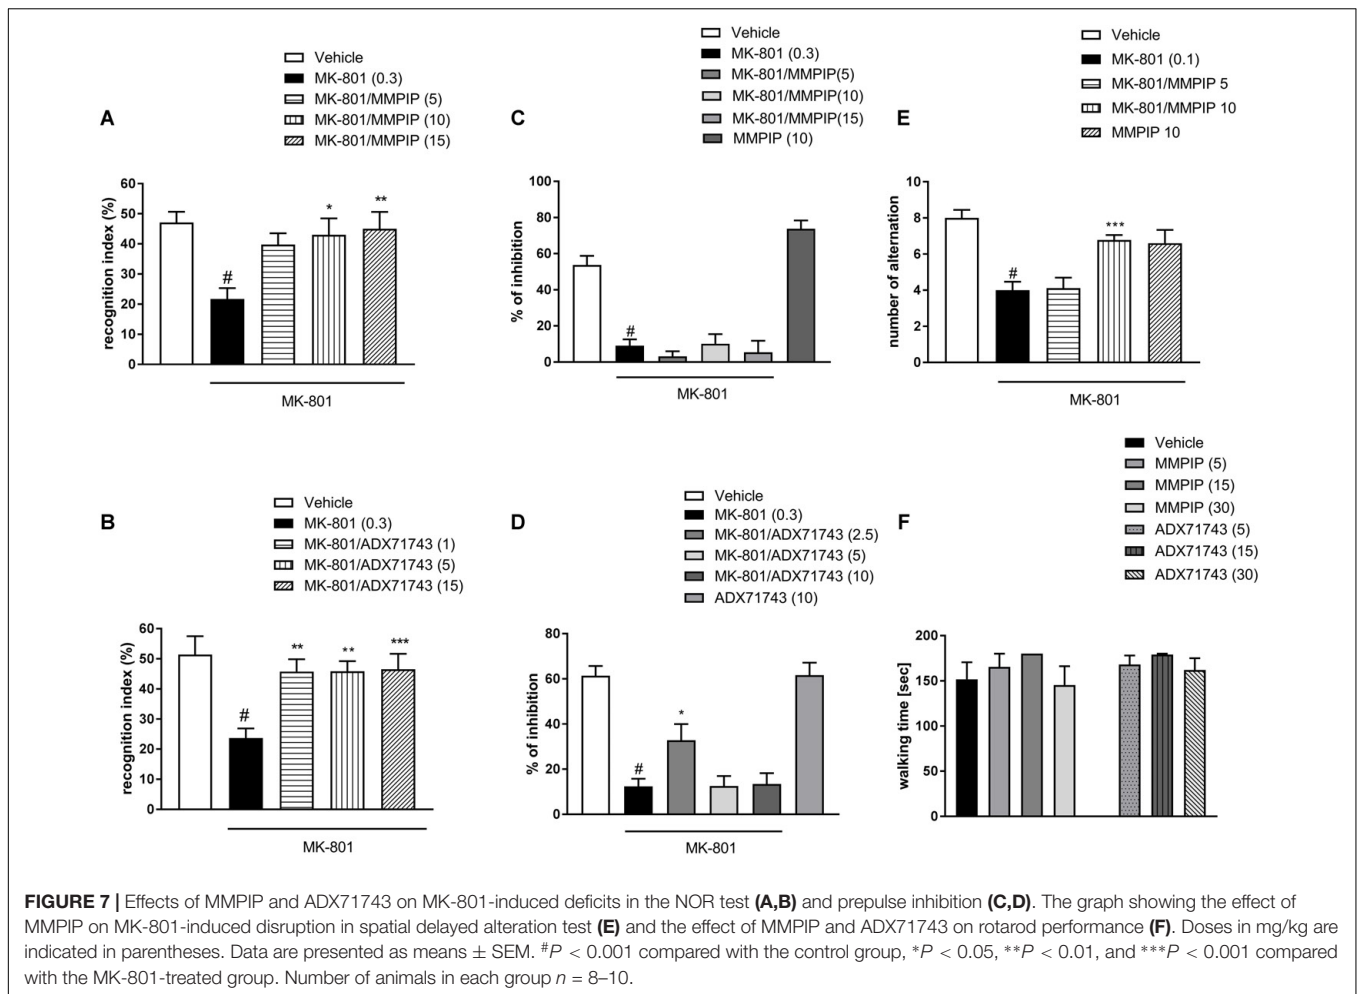 A
Vehicle
MK-801 (0.3)
MK-801/MMPIP (5)
MK-801/MMPIP (10)
MK-801/MMPIP (15)
recognition index (%)
60
50
40
30
20
10
0
#
*
**
MK-801
C
Vehicle
MK-801 (0.3)
MK-801/MMPIP(5)
MK-801/MMPIP(10)
MK-801/MMPIP(15)
MMPIP (10)
% of inhibition
100
80
60
40
20
0
#
MK-801
E
Vehicle
MK-801 (0.1)
MK-801/MMPIP 5
MK-801/MMPIP 10
MMPIP 10
number of alternation
10
8
6
4
2
0
#
***
MK-801
B
Vehicle
MK-801 (0.3)
MK-801/ADX71743 (1)
MK-801/ADX71743 (5)
MK-801/ADX71743 (15)
recognition index (%)
60
50
40
30
20
10
0
#
**
**
***
MK-801
D
Vehicle
MK-801 (0.3)
MK-801/ADX71743 (2.5)
MK-801/ADX71743 (5)
MK-801/ADX71743 (10)
ADX71743 (10)
% of inhibition
80
60
40
20
0
#
*
MK-801
F
Vehicle
MMPIP (5)
MMPIP (15)
MMPIP (30)
ADX71743 (5)
ADX71743 (15)
ADX71743 (30)
walking time [sec]
200
150
100
50
0
FIGURE 7 | Effects of MMPIP and ADX71743 on MK-801-induced deficits in the NOR test (A,B) and prepulse inhibition (C,D). The graph showing the effect of
MMPIP on MK-801-induced disruption in spatial delayed alteration test (E) and the effect of MMPIP and ADX71743 on rotarod performance (F). Doses in mg/kg are
indicated in parentheses. Data are presented as means ± SEM. #P < 0.001 compared with the control group, *P < 0.05, **P < 0.01, and ***P < 0.001 compared
with the MK-801-treated group. Number of animals in each group n = 8–10.